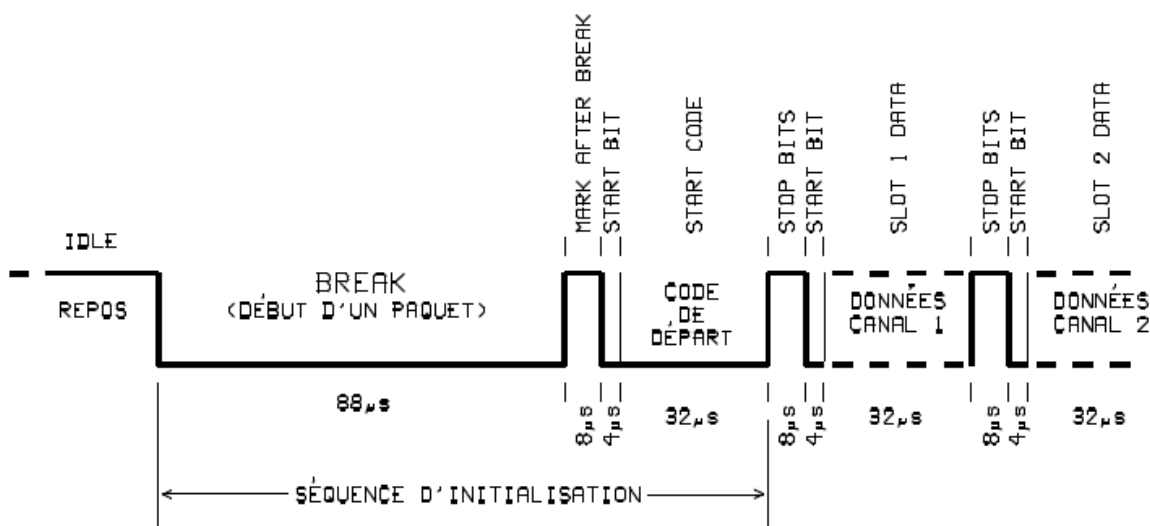 MARK AFTER BREAK
START BIT
START CODE
STOP BITS
START BIT
SLOT 1 DATA
STOP BITS
START BIT
SLOT 2 DATA
IDLE
REPOS
BREAK
(DÉBUT D'UN PAQUET)
CODE
DE
DÉPART
DONNÉES
CANAL 1
DONNÉES
CANAL 2
88µs
8µs
4µs
32µs
8µs
4µs
32µs
8µs
4µs
32µs
SÉQUENCE D'INITIALISATION